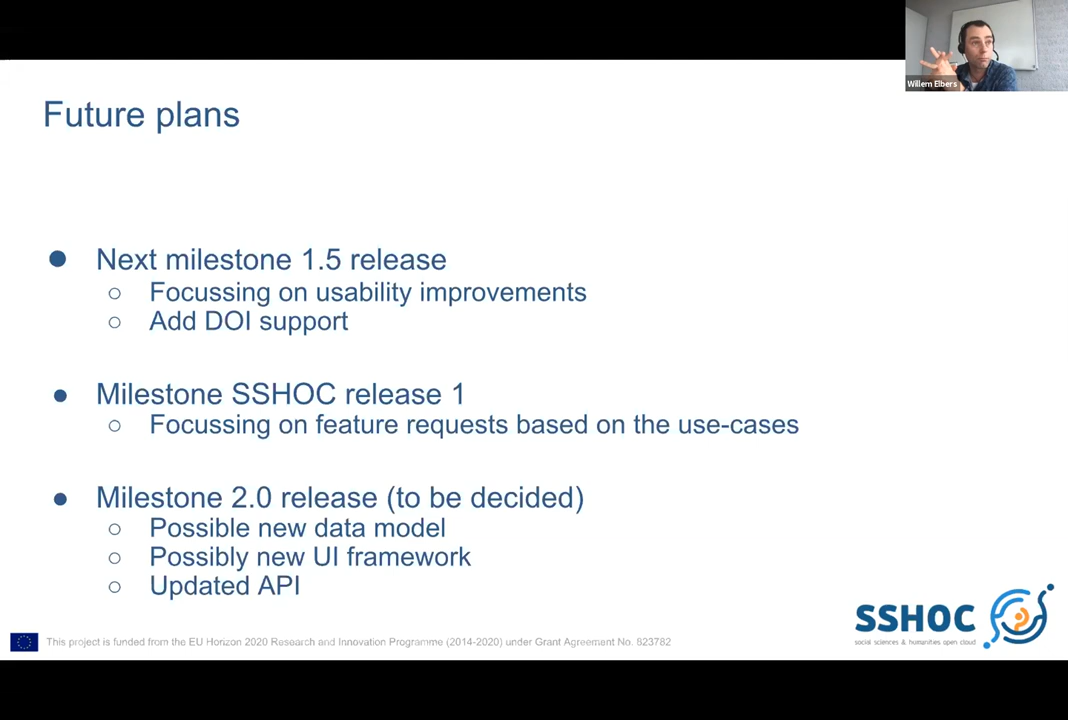 Willem Elbers
Future plans
● Next milestone 1.5 release
○ Focussing on usability improvements
○ Add DOI support
● Milestone SSHOC release 1
○ Focussing on feature requests based on the use-cases
● Milestone 2.0 release (to be decided)
○ Possible new data model
○ Possibly new UI framework
○ Updated API
SSHOC
social sciences & humanities open cloud
This project is funded from the EU Horizon 2020 Research and Innovation Programme (2014-2020) under Grant Agreement No. 823782